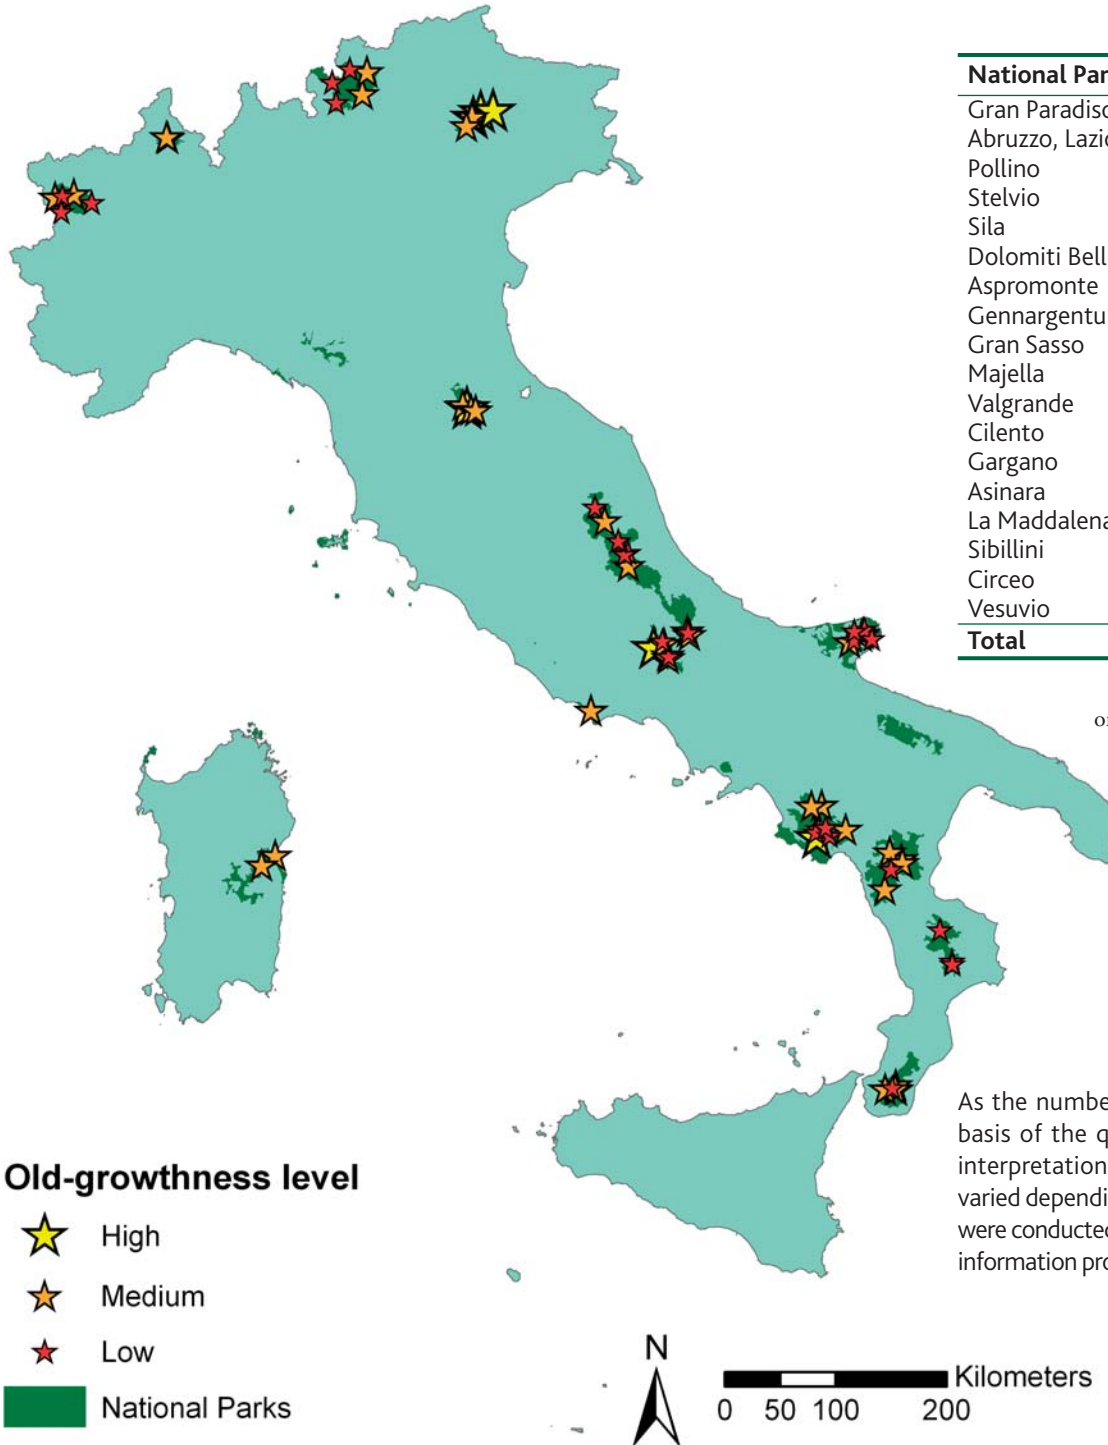 National Par
Gran Paradiso
Abruzzo, Lazio
Pollino
Stelvio
Sila
Dolomiti Bell
Aspromonte
Gennargentu
Gran Sasso
Majella
Valgrande
Cilento
Gargano
Asinara
La Maddalena
Sibillini
Circeo
Vesuvio
Total
As the numbe
basis of the q
interpretation
varied dependi
were conducted
information pro
Old-growthness level
High
Medium
Low
National Parks
N
Kilometers
0 50 100 200